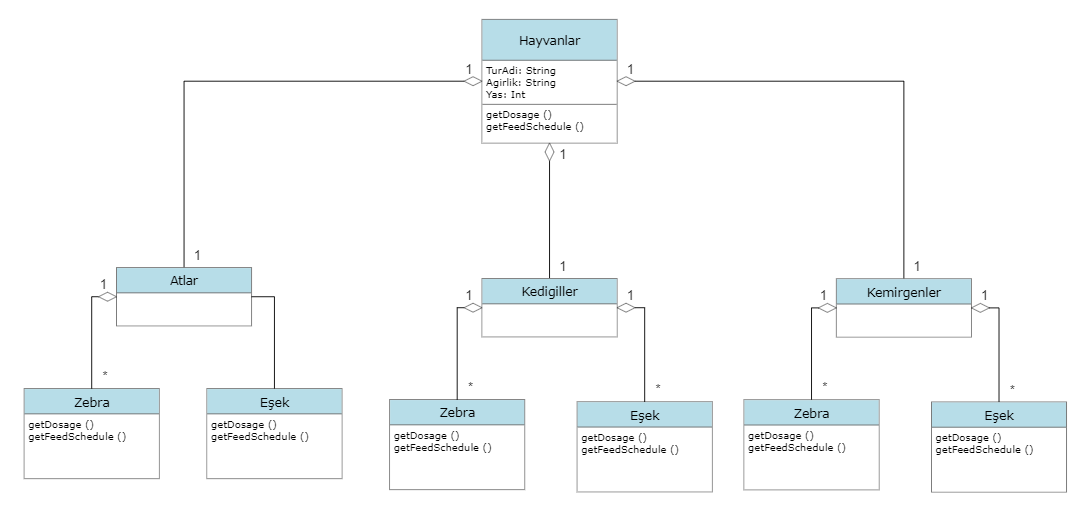 Hayvanlar
1
TurAdi: String
Agirlik: String
Yas: Int
1
getDosage ()
getFeedSchedule ()
1
1
Atlar
1
Zebra
*
getDosage ()
getFeedSchedule ()
Eşek
getDosage ()
getFeedSchedule ()
1
Kedigiller
1
1
*
Zebra
getDosage ()
getFeedSchedule ()
*
Eşek
getDosage ()
getFeedSchedule ()
1
Kemirgenler
1
1
*
Zebra
getDosage ()
getFeedSchedule ()
*
Eşek
getDosage ()
getFeedSchedule ()